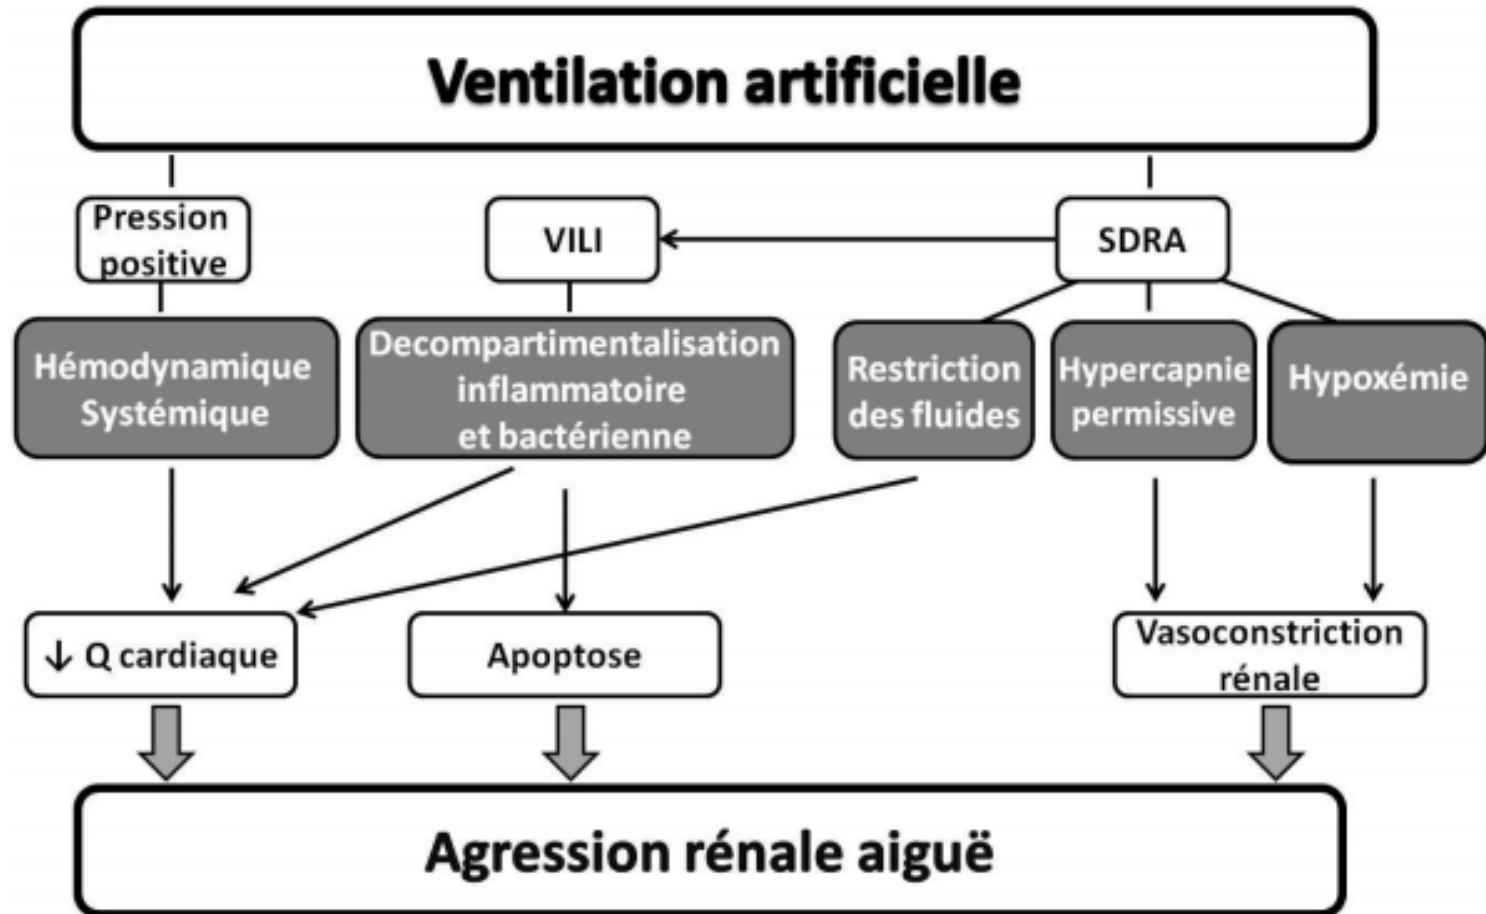 Ventilation artificielle
Pression
positive
VILI
SDRA
Hémodynamique
Systémique
Decompartimentalisation
inflammatoire
et bactérienne
Restriction
des fluides
Hypercapnie
permissive
Hypoxémie
↓ Q cardiaque
Apoptose
Vasoconstriction
rénale
Agression rénale aiguë